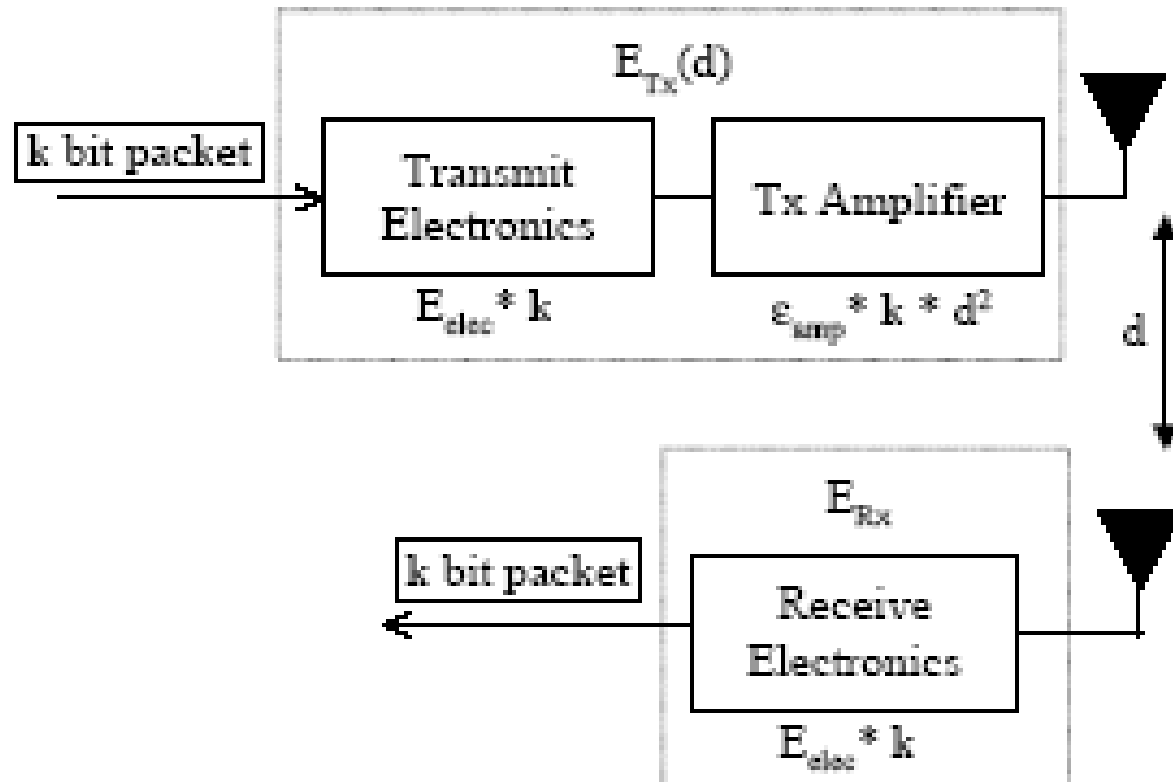 E_Tx(d)
k bit packet
Transmit
Electronics
Tx Amplifier
E_elec * k
ε_amp * k * d²
d
E_Rx
k bit packet
Receive
Electronics
E_elec * k